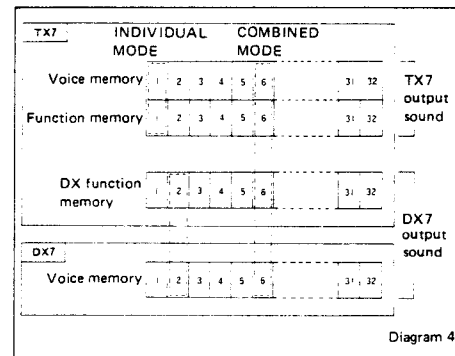 TX7 INDIVIDUAL MODE COMBINED MODE
Voice memory 1 2 3 4 5 6 31 32
Function memory 1 2 3 4 5 6 31 32
TX7 output sound
DX function memory 1 2 3 4 5 6 31 32
DX7
Voice memory 1 2 3 4 5 6 31 32
DX7 output sound
Diagram 4